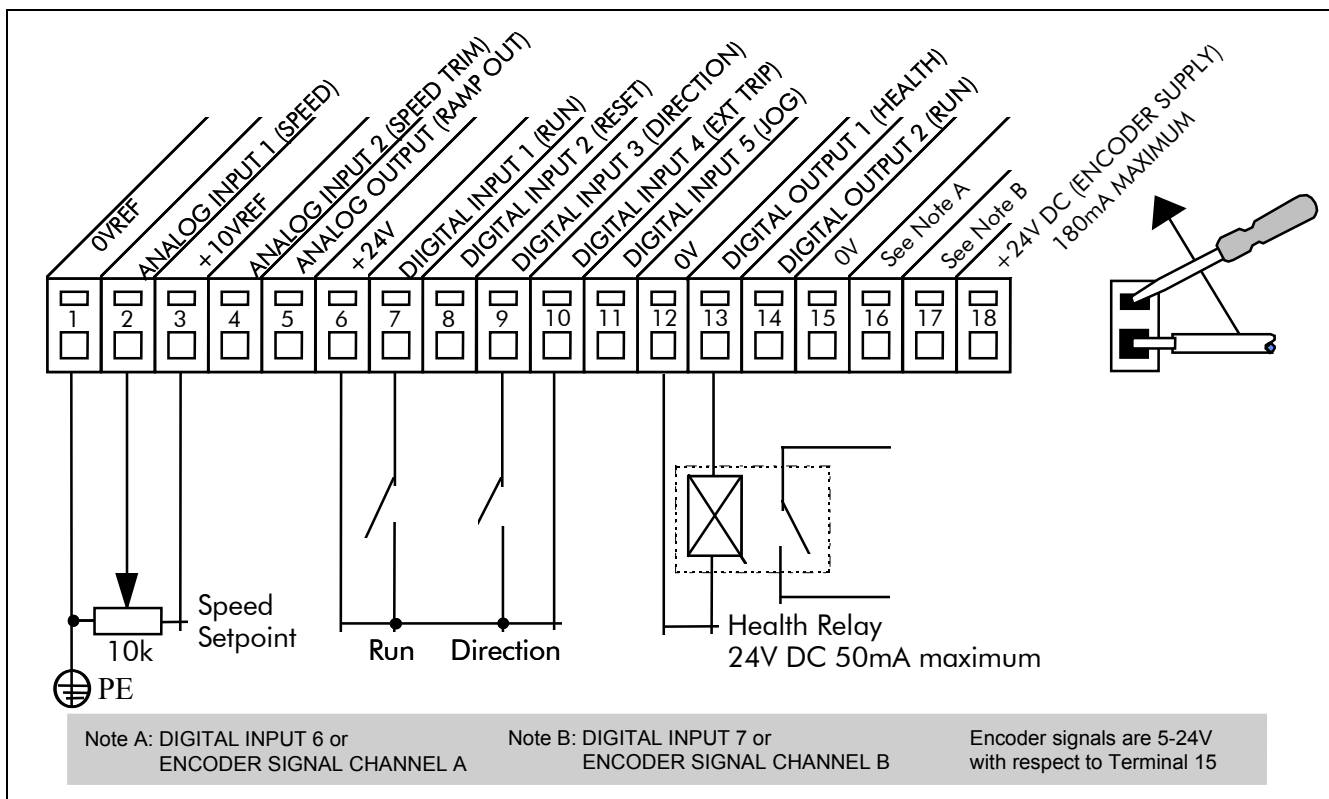 0VREF
ANALOG INPUT 1 (SPEED)
+10VREF
ANALOG INPUT 2 (SPEED TRIM)
ANALOG OUTPUT (RAMP OUT)
+24V
DIIGITAL INPUT 1 (RUN)
DIGITAL INPUT 2 (RESET)
DIGITAL INPUT 3 (DIRECTION)
DIGITAL INPUT 4 (EXT TRIP)
DIGITAL INPUT 5 (JOG)
0V
DIGITAL OUTPUT 1 (HEALTH)
DIGITAL OUTPUT 2 (RUN)
0V
See Note A
See Note B
+24V DC (ENCODER SUPPLY)
180mA MAXIMUM
1 2 3 4 5 6 7 8 9 10 11 12 13 14 15 16 17 18
Speed
Setpoint
10k
PE
Run
Direction
Health Relay
24V DC 50mA maximum
Note A: DIGITAL INPUT 6 or
ENCODER SIGNAL CHANNEL A
Note B: DIGITAL INPUT 7 or
ENCODER SIGNAL CHANNEL B
Encoder signals are 5-24V
with respect to Terminal 15